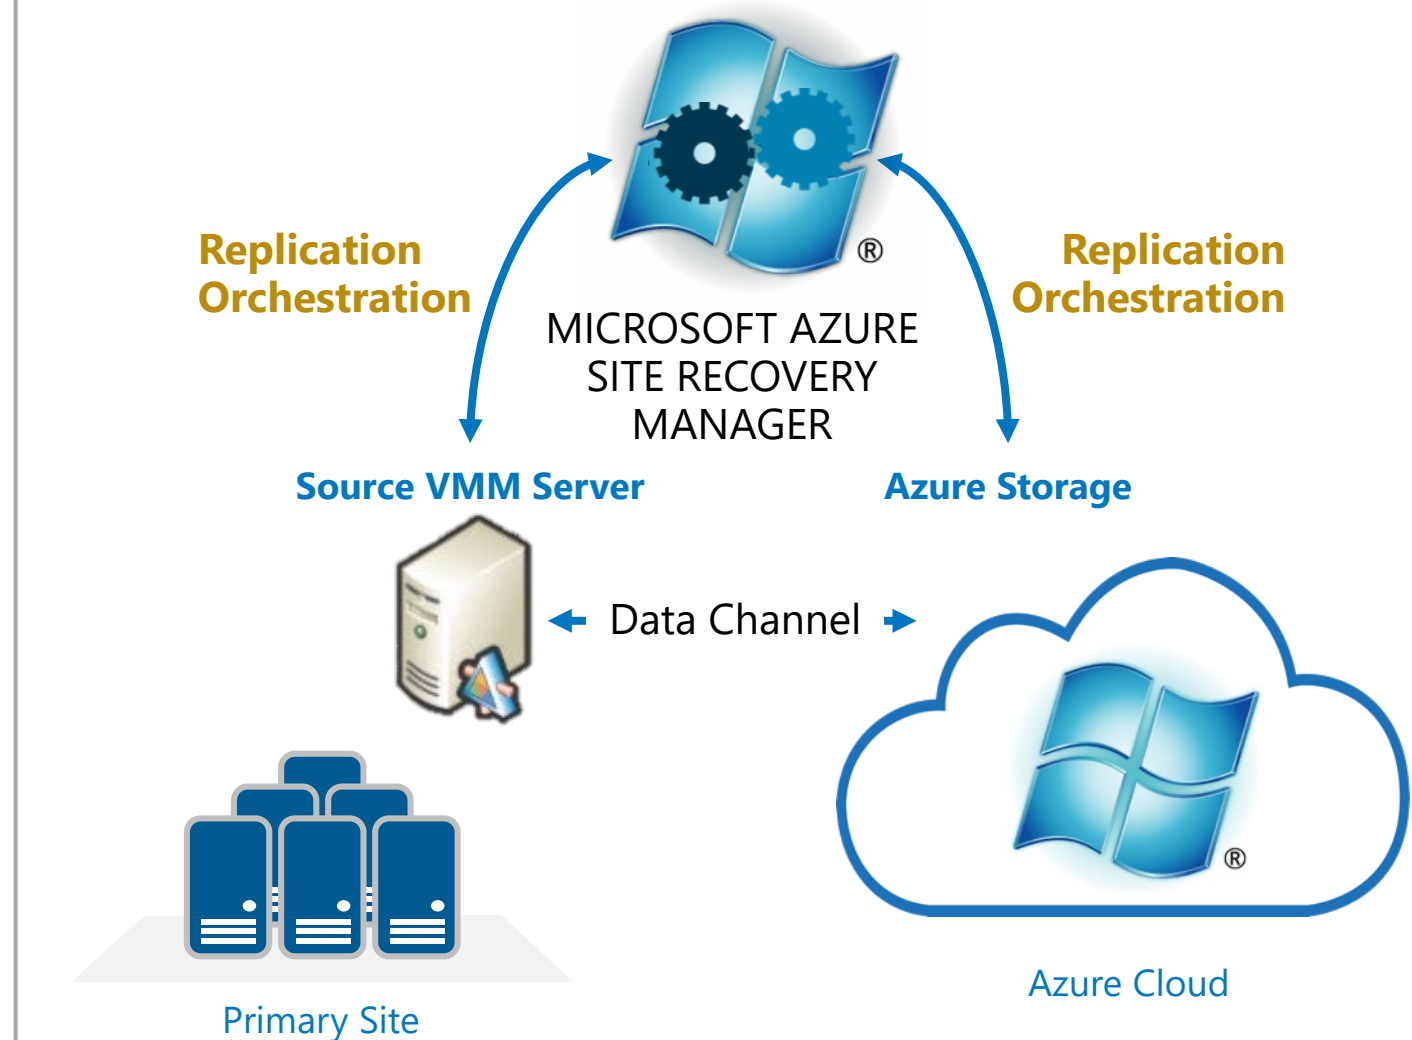 Replication
Orchestration
Replication
Orchestration
®
MICROSOFT AZURE
SITE RECOVERY
MANAGER
Source VMM Server
Azure Storage
Data Channel
®
Azure Cloud
Primary Site